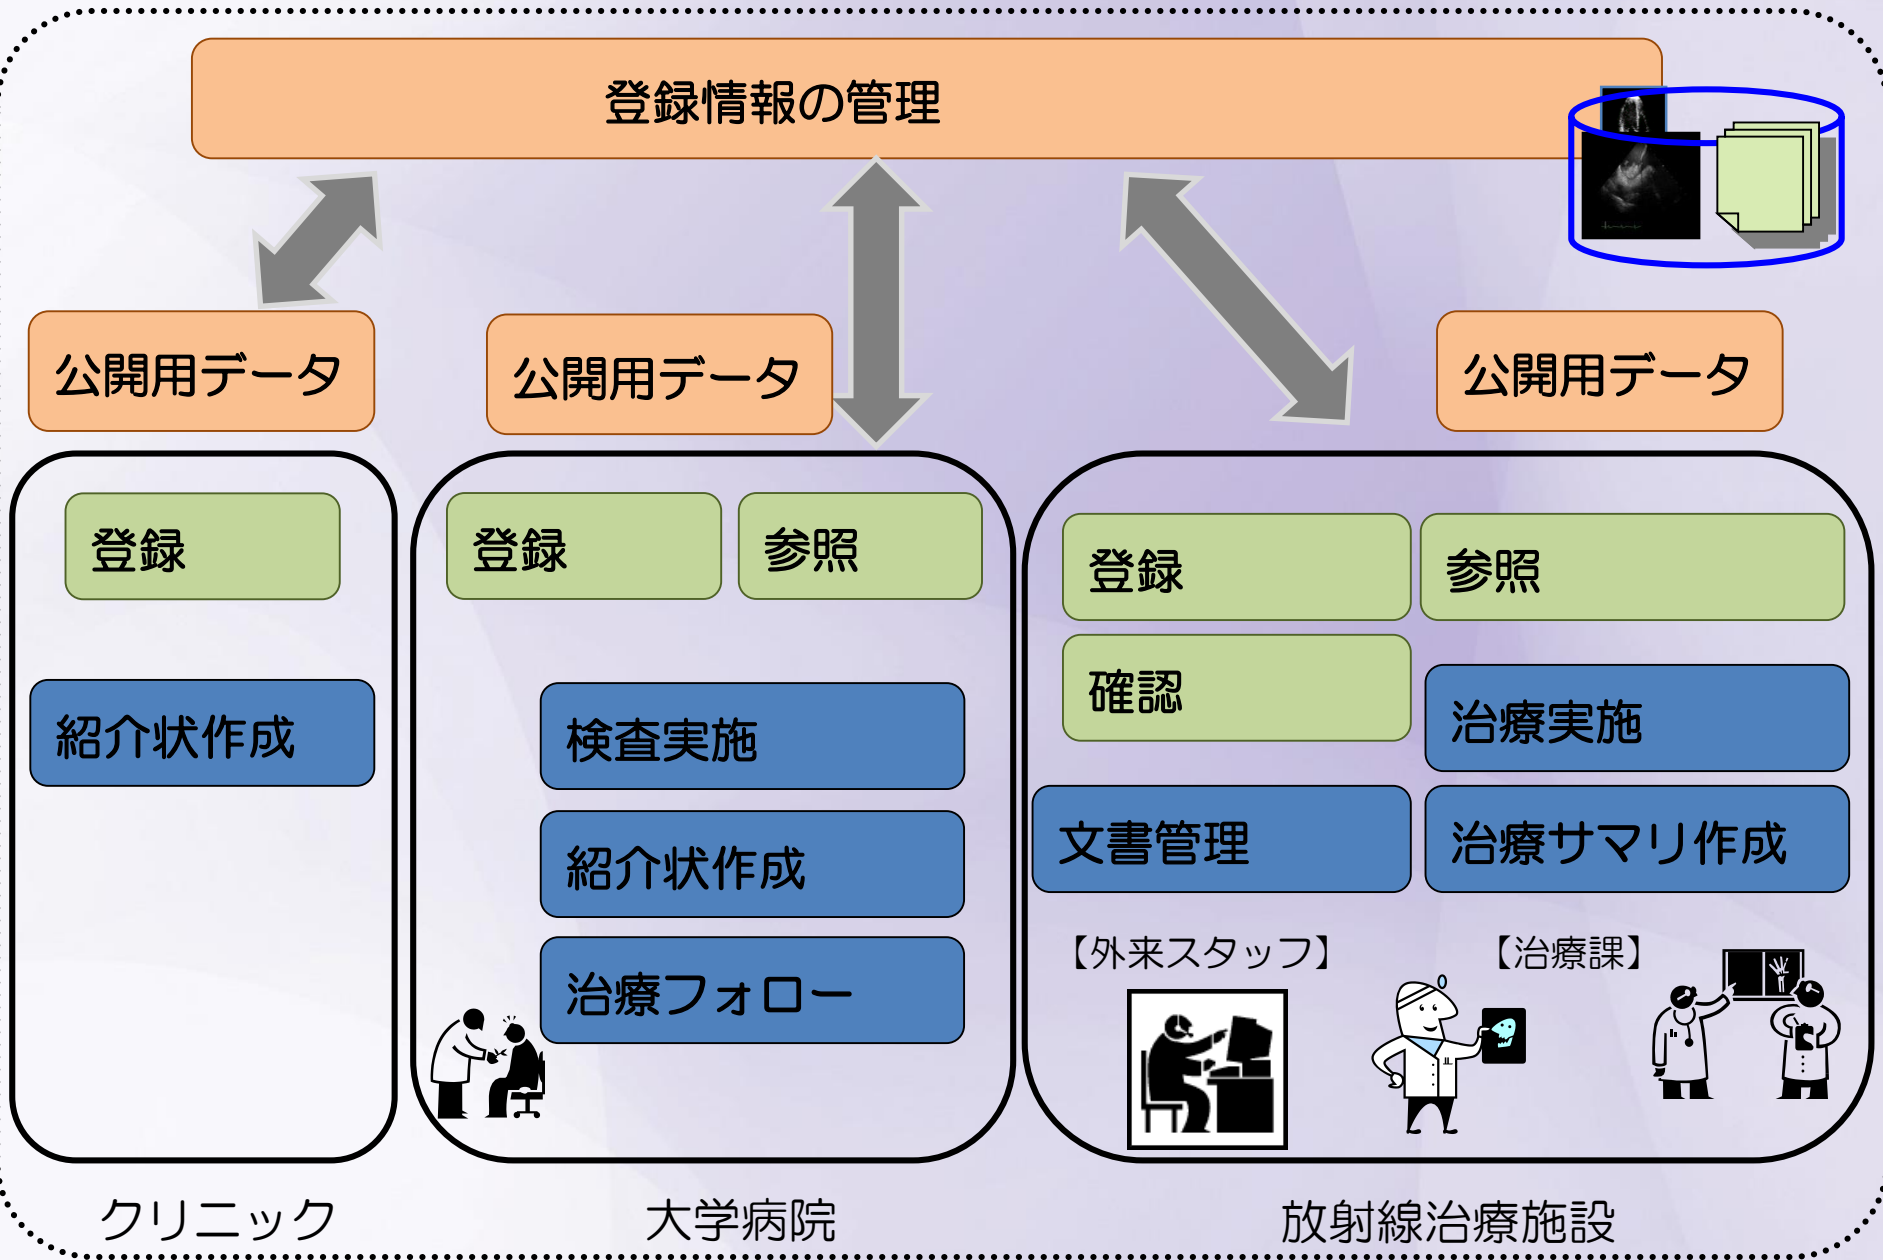 登録情報の管理
公開用データ
公開用データ
公開用データ
登録
紹介状作成
登録
参照
検査実施
紹介状作成
治療フォロー
登録
参照
確認
治療実施
文書管理
治療サマリ作成
【外来スタッフ】
【治療課】
クリニック
大学病院
放射線治療施設